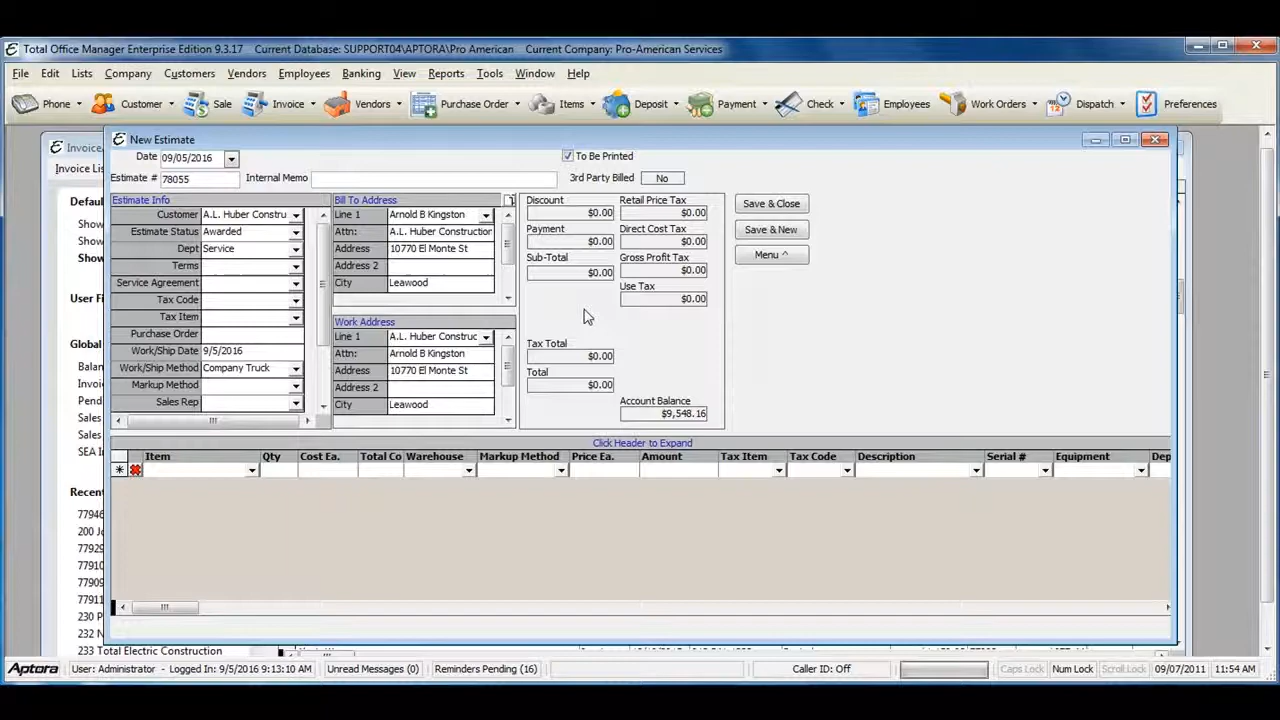 Total Office Manager Enterprise Edition 9.3.17 Current Database: SUPPORT04\APTORA\Pro American Current Company: Pro-American Services
File Edit Lists Company Customers Vendors Employees Banking View Reports Tools Window Help
Phone Customer Sale Invoice Vendors Purchase Order Items Deposit Payment Check Employees Work Orders Dispatch Preferences
Invoice
New Estimate
Date 09/05/2016 To Be Printed
Invoice Lis
Estimate # 78055 Internal Memo 3rd Party Billed No
Defau
Estimate Info Bill To Address Discount Retail Price Tax Save & Close
Customer A.L. Huber Constru Line 1 Arnold B Kingston $0.00 $0.00
Show
Estimate Status Awarded Attn: A.L. Huber Construction Payment Direct Cost Tax Save & New
Show
Dept Service Address 10770 El Monte St $0.00 $0.00
Show
Terms Address 2 Sub-Total Gross Profit Tax Menu ^
Service Agreement City Leawood $0.00 $0.00
User Fi
Tax Code Use Tax
Tax Item $0.00
Work Address
Purchase Order Line 1 A.L. Huber Construc
Global
Work/Ship Date 9/5/2016 Attn: Arnold B Kingston Tax Total
Balan
Work/Ship Method Company Truck Address 10770 El Monte St $0.00
Invoi
Markup Method Address 2 Total
Pend
Sales Rep City Leawood $0.00 Account Balance
Sales
$9,548.16
Sales
Click Header to Expand
SEA I
Item Qty Cost Ea. Total Co Warehouse Markup Method Price Ea. Amount Tax Item Tax Code Description Serial # Equipment Dep
Recen
77946
200 Jo
77929
77910
77909
77911
230 P
232 N
233 Total Electric Construction
Aptora User: Administrator - Logged In: 9/5/2016 9:13:10 AM Unread Messages (0) Reminders Pending (16) Caller ID: Off Caps Lock Num Lock Scroll Lock 09/07/2011 11:54 AM